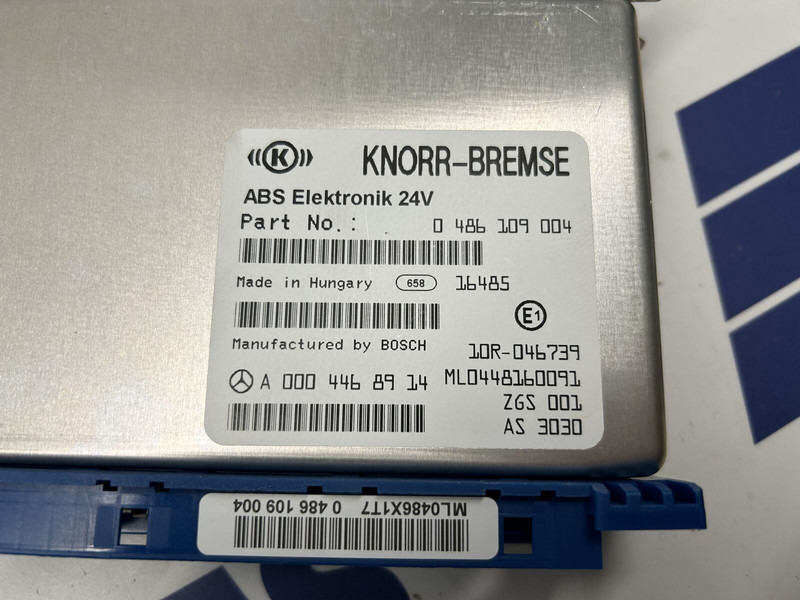 K KNORR-BREMSE
ABS Elektronik 24V
Part No.: 0 486 109 004
Made in Hungary 658 16485
E1
Manufactured by BOSCH 10R-046739
A 000 446 89 14 ML0448160091
ZGS 001
AS 3030
ML0486X1T7 0 486 109 004